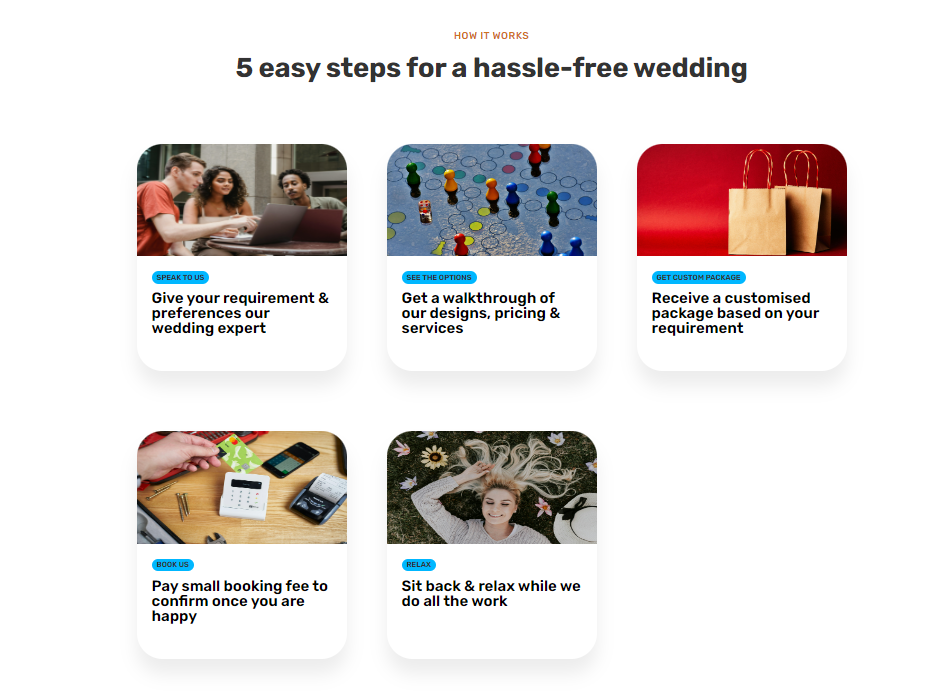 HOW IT WORKS
5 easy steps for a hassle-free wedding
SPEAK TO US
Give your requirement &
preferences our
wedding expert
SEE THE OPTIONS
Get a walkthrough of
our designs, pricing &
services
GET CUSTOM PACKAGE
Receive a customised
package based on your
requirement
BOOK US
Pay small booking fee to
confirm once you are
happy
RELAX
Sit back & relax while we
do all the work